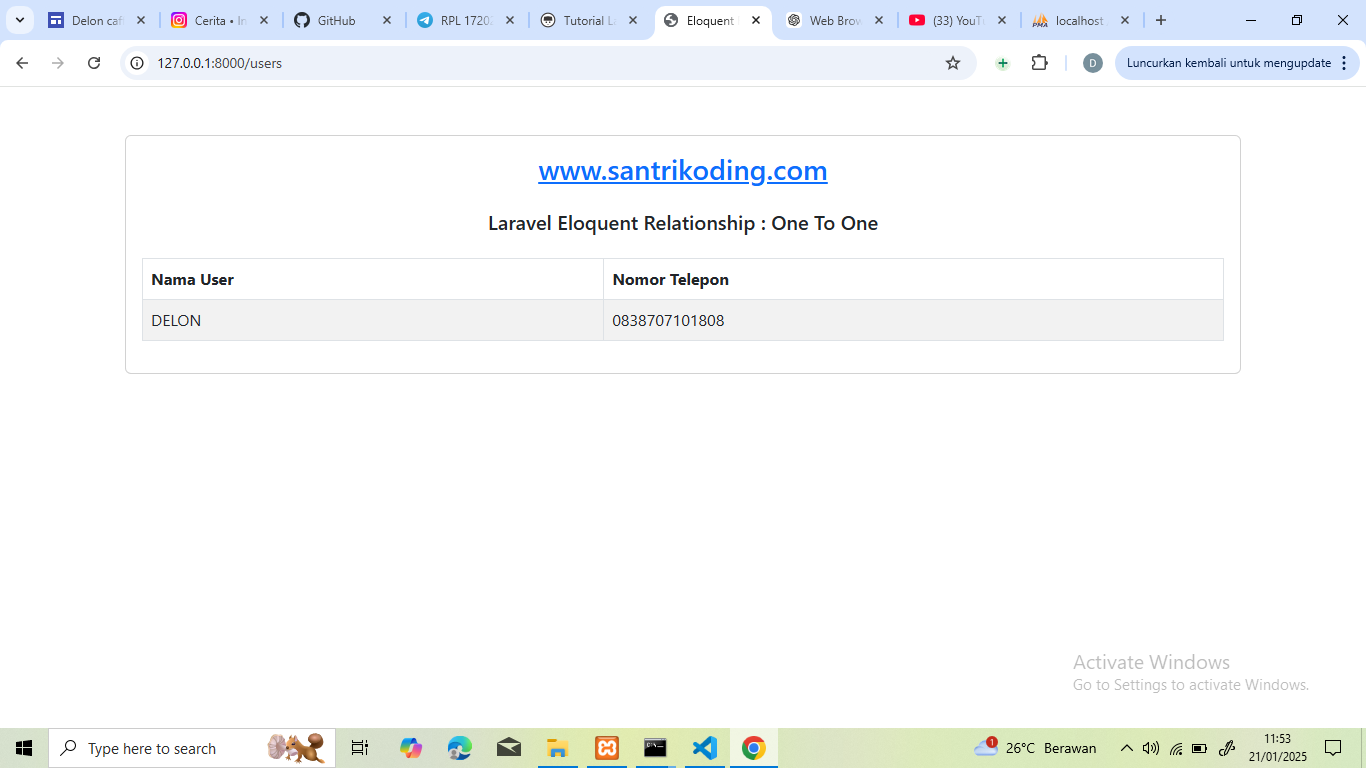 Delon caf
Cerita • In
GitHub
RPL 1720
Tutorial L
Eloquent
Web Brow
(33) YouT
localhost
127.0.0.1:8000/users
D
Luncurkan kembali untuk mengupdate
www.santrikoding.com
Laravel Eloquent Relationship : One To One
Nama User Nomor Telepon
DELON 0838707101808
Activate Windows
Go to Settings to activate Windows.
Type here to search
1
26°C Berawan
11:53
21/01/2025